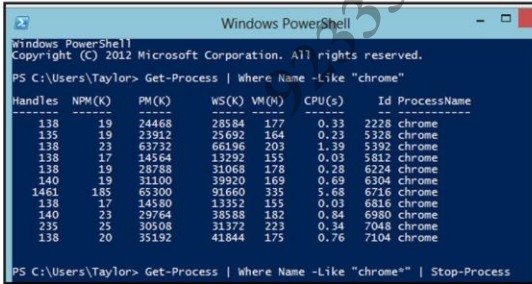 Windows PowerShell
Windows PowerShell
Copyright (C) 2012 Microsoft Corporation. All rights reserved.
PS C:\Users\Taylor> Get-Process | Where Name -Like "chrome"
Handles NPM(K) PM(K) WS(K) VM(M) CPU(s) Id ProcessName
------- ------ ----- ----- ----- ------ -- -----------
138 19 24468 28584 177 0.33 2228 chrome
135 19 23912 25692 164 0.23 5328 chrome
138 23 63732 66196 203 1.39 5392 chrome
138 17 14564 13292 155 0.03 5812 chrome
138 19 28788 31068 178 0.28 6224 chrome
140 19 31100 39920 169 0.69 6304 chrome
1461 185 65300 91660 335 5.68 6716 chrome
138 17 14580 13352 155 0.03 6816 chrome
140 23 29764 38588 182 0.84 6980 chrome
235 25 30508 31372 223 0.34 7048 chrome
138 20 35192 41844 175 0.76 7104 chrome
PS C:\Users\Taylor> Get-Process | Where Name -Like "chrome*" | Stop-Process